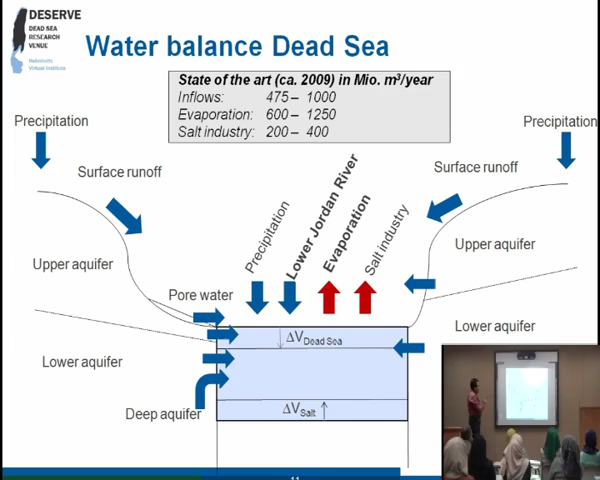 DESERVE
DEAD SEA
RESEARCH
VENUE
Helmholtz
Virtual Institute
Water balance Dead Sea
State of the art (ca. 2009) in Mio. m³/year
Inflows: 475 – 1000
Evaporation: 600 – 1250
Salt industry: 200 – 400
Precipitation
Precipitation
Surface runoff
Surface runoff
Precipitation
Lower Jordan River
Evaporation
Salt industry
Upper aquifer
Upper aquifer
Pore water
Lower aquifer
ΔV Dead Sea
Lower aquifer
Deep aquifer
ΔV Salt
11